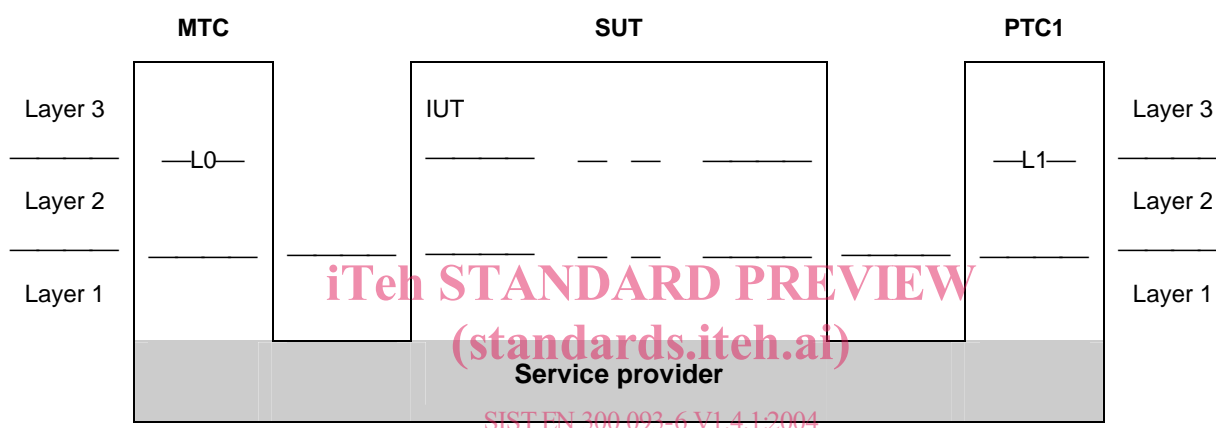 MTC SUT PTC1
Layer 3 IUT Layer 3
L0 L1
Layer 2 Layer 2
iTeh STANDARD PREVIEW
Layer 1 Layer 1
(standards.iteh.ai)
Service provider
SIST EN 300 093-6 V1.4.1:2004